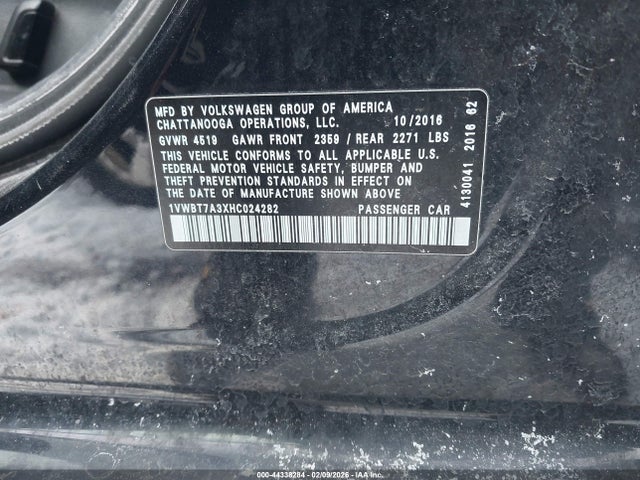 MFD BY VOLKSWAGEN GROUP OF AMERICA
CHATTANOOGA OPERATIONS, LLC. 10/2016
GVWR 4519 GAWR FRONT 2359 / REAR 2271 LBS
THIS VEHICLE CONFORMS TO ALL APPLICABLE U.S.
FEDERAL MOTOR VEHICLE SAFETY, BUMPER AND
THEFT PREVENTION STANDARDS IN EFFECT ON
THE DATE OF MANUFACTURE SHOWN ABOVE
1VWBT7A3XHC024282 PASSENGER CAR
4130041 2016 62
000-44338284 - 02/09/2026 - IAA